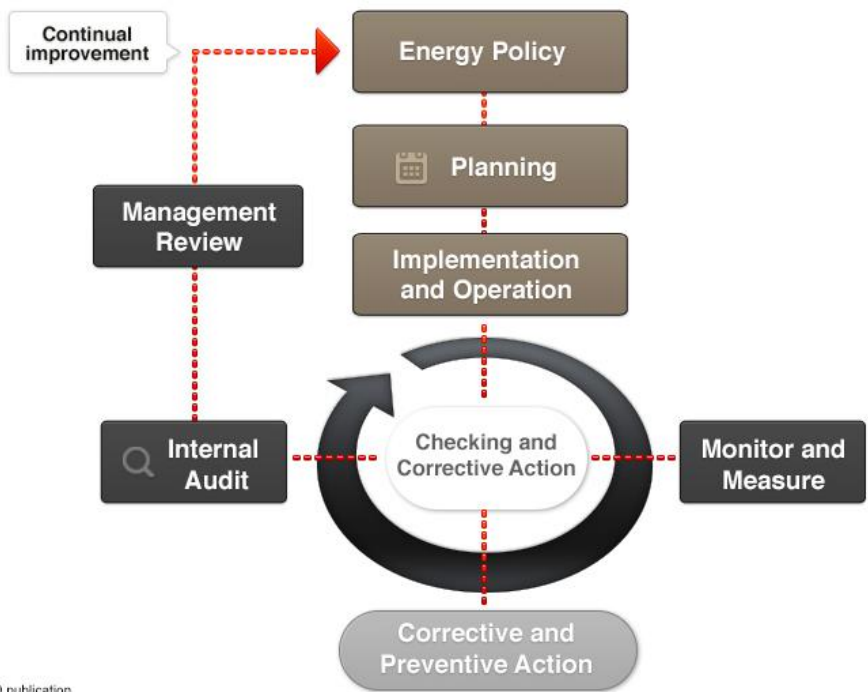 Continual
improvement
Energy Policy
Planning
Management
Review
Implementation
and Operation
Checking and
Corrective Action
Internal
Audit
Monitor and
Measure
Corrective and
Preventive Action
publication